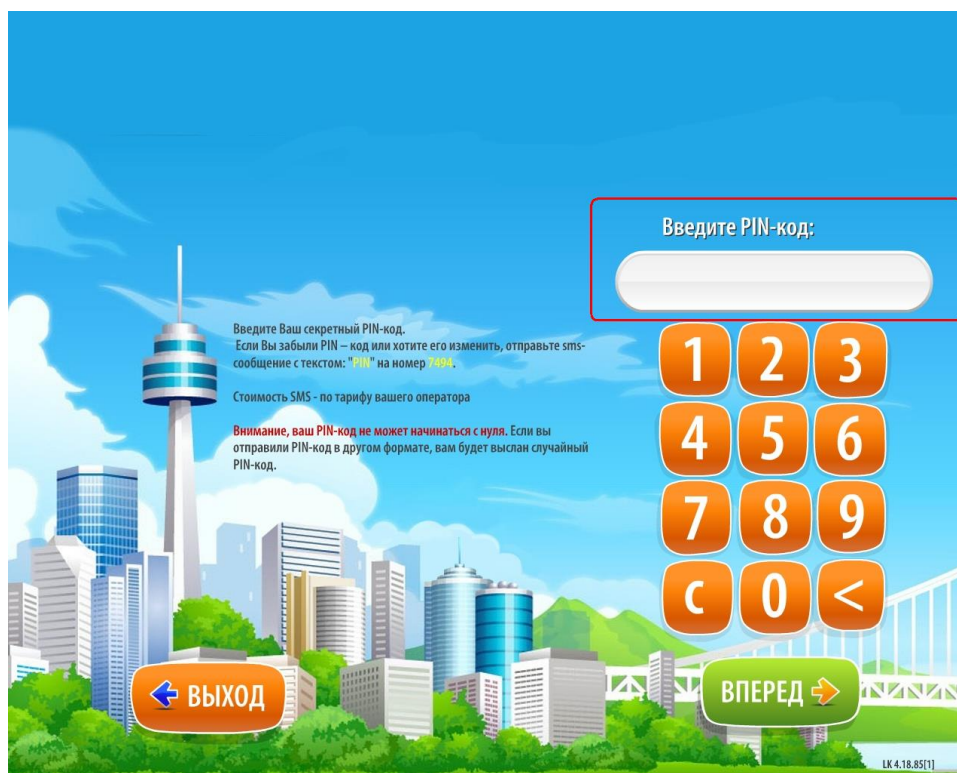 Введите PIN-код:
Введите Ваш секретный PIN-код.
Если Вы забыли PIN – код или хотите его изменить, отправьте sms-
сообщение с текстом: "PIN" на номер 7494.
Стоимость SMS - по тарифу вашего оператора
Внимание, ваш PIN-код не может начинаться с нуля. Если вы
отправили PIN-код в другом формате, вам будет выслан случайный
PIN-код.
1 2 3
4 5 6
7 8 9
С 0 <
ВЫХОД
ВПЕРЕД
LK 4.18.85[1]